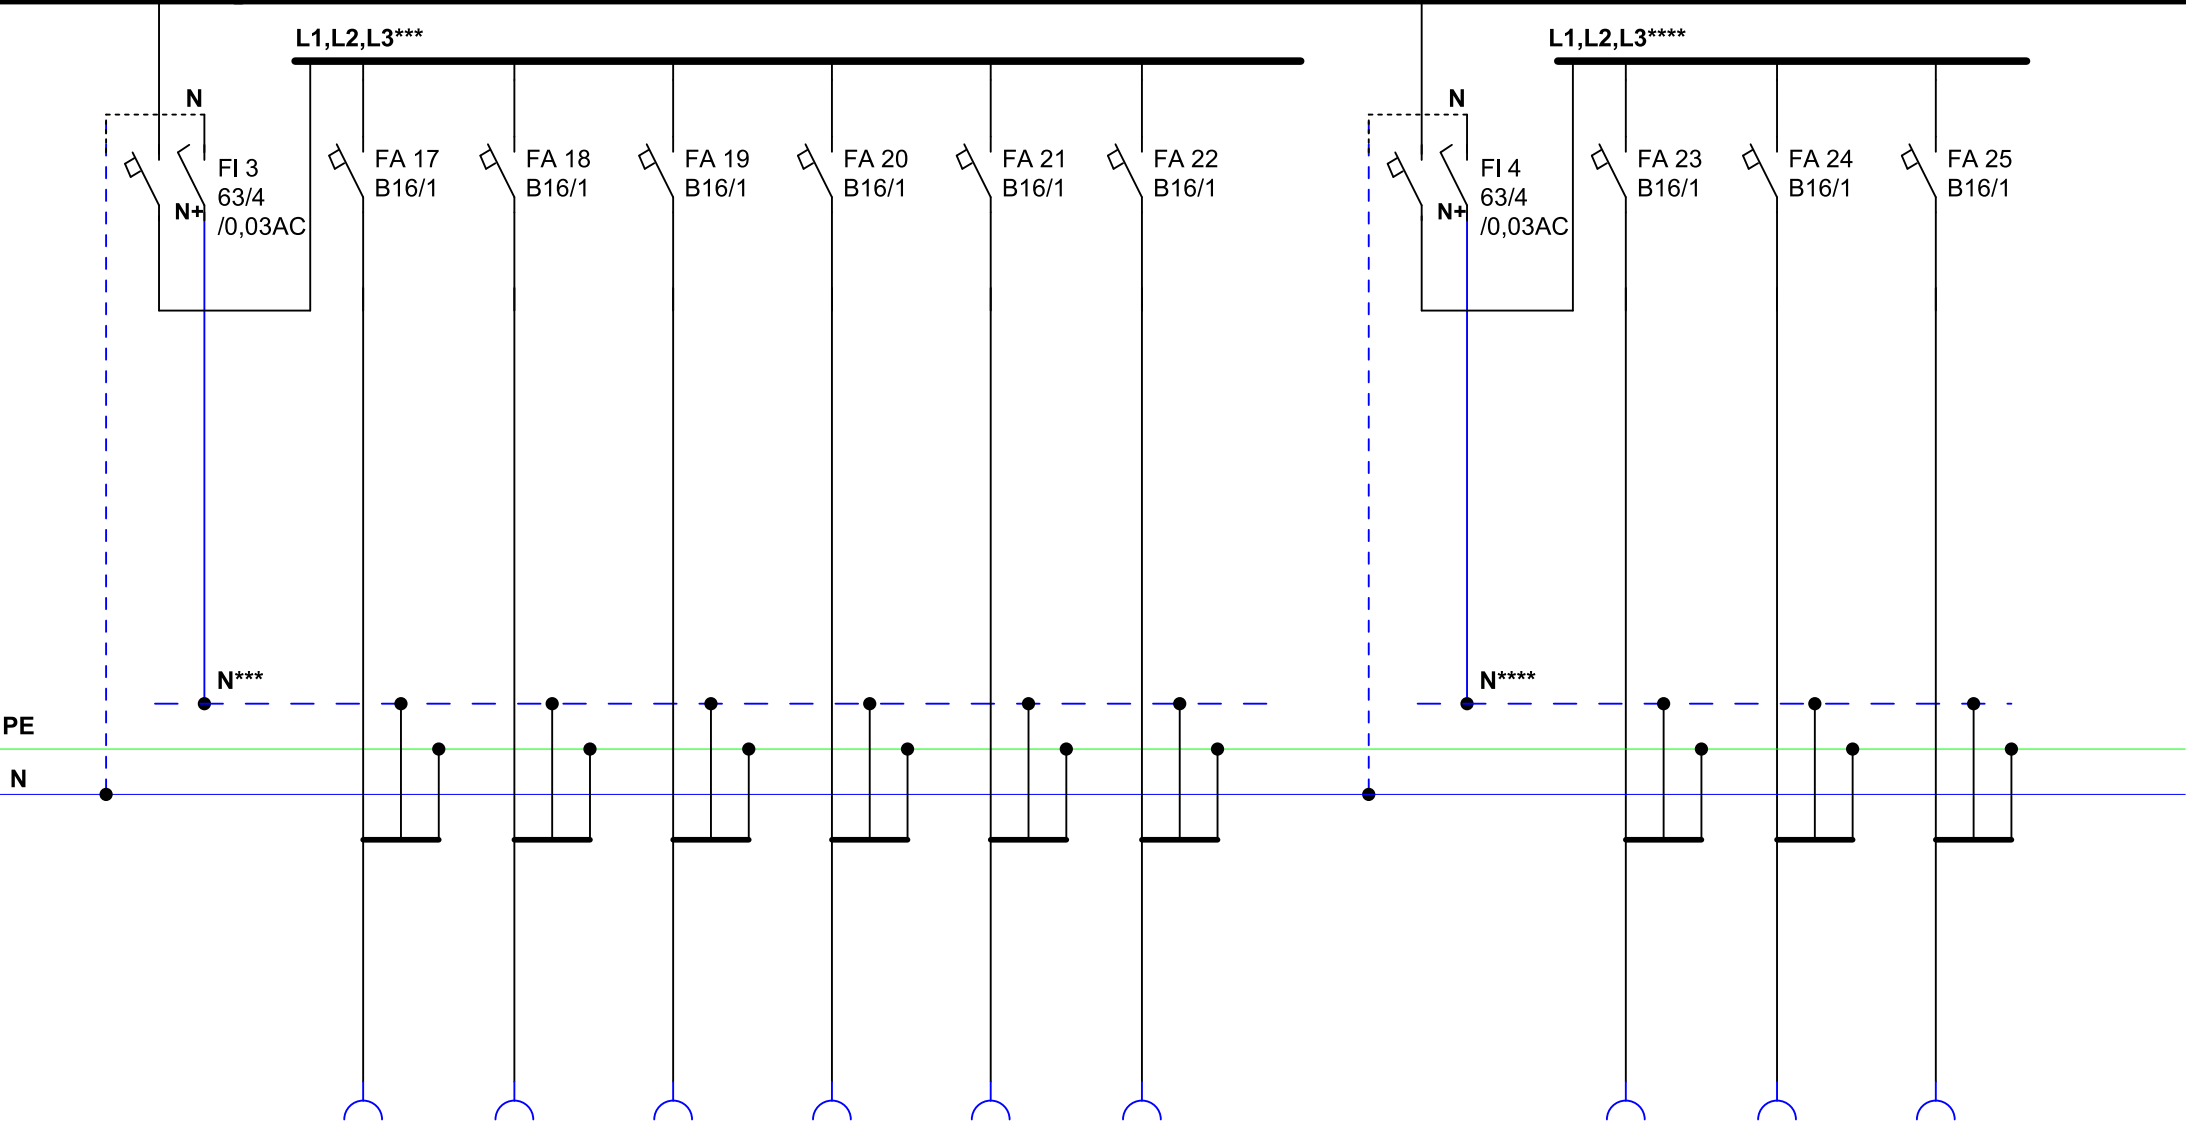 L1,L2,L3***
L1,L2,L3****
N
N
FI 3
63/4
/0,03AC
N+
FA 17
B16/1
FA 18
B16/1
FA 19
B16/1
FA 20
B16/1
FA 21
B16/1
FA 22
B16/1
FI 4
63/4
/0,03AC
N+
FA 23
B16/1
FA 24
B16/1
FA 25
B16/1
N***
N****
PE
N